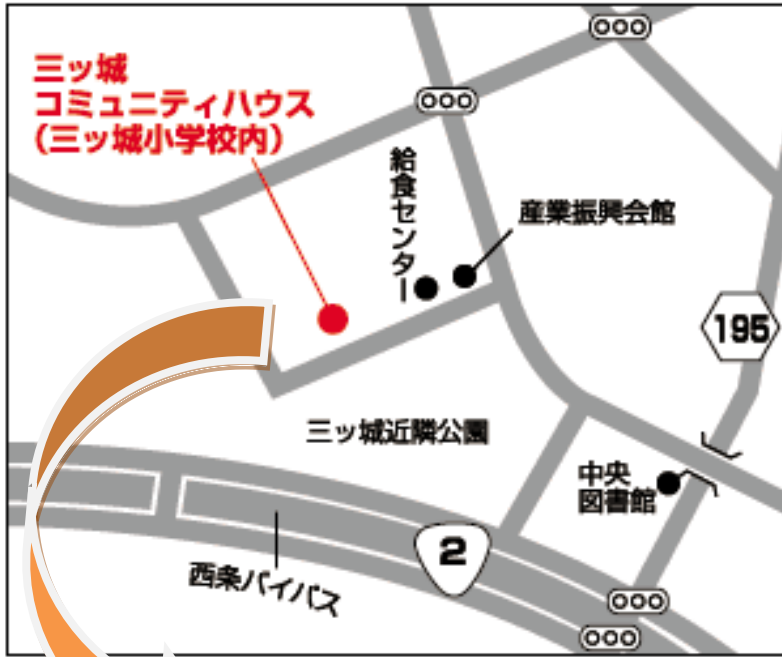 三ッ城
コミュニティハウス
(三ッ城小学校内)
給食センター
産業振興会館
195
三ッ城近隣公園
中央
図書館
2
西条バイパス